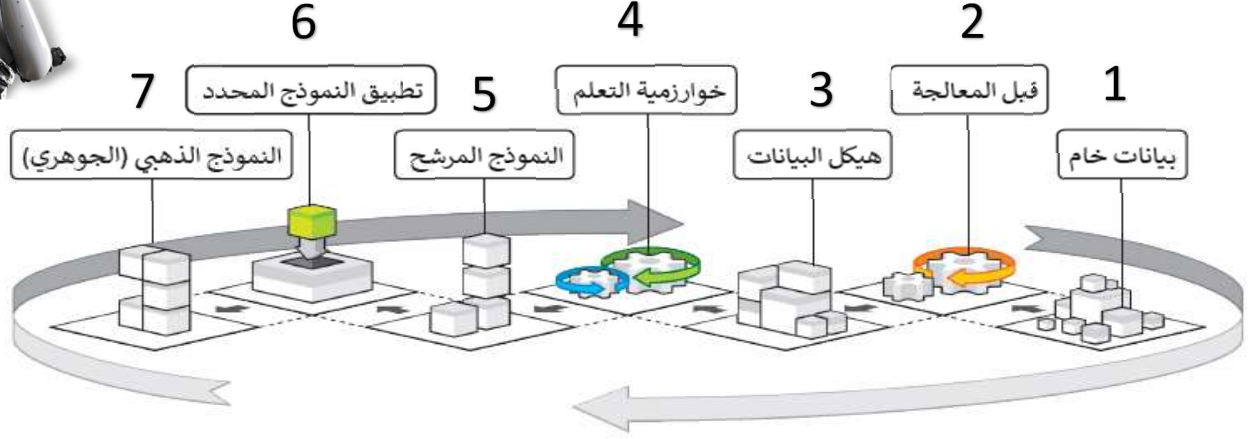 1
بيانات خام
2
قبل المعالجة
3
هيكل البيانات
4
خوارزمية التعلم
5
النموذج المرشح
6
تطبيق النموذج المحدد
7
النموذج الذهبي (الجوهري)